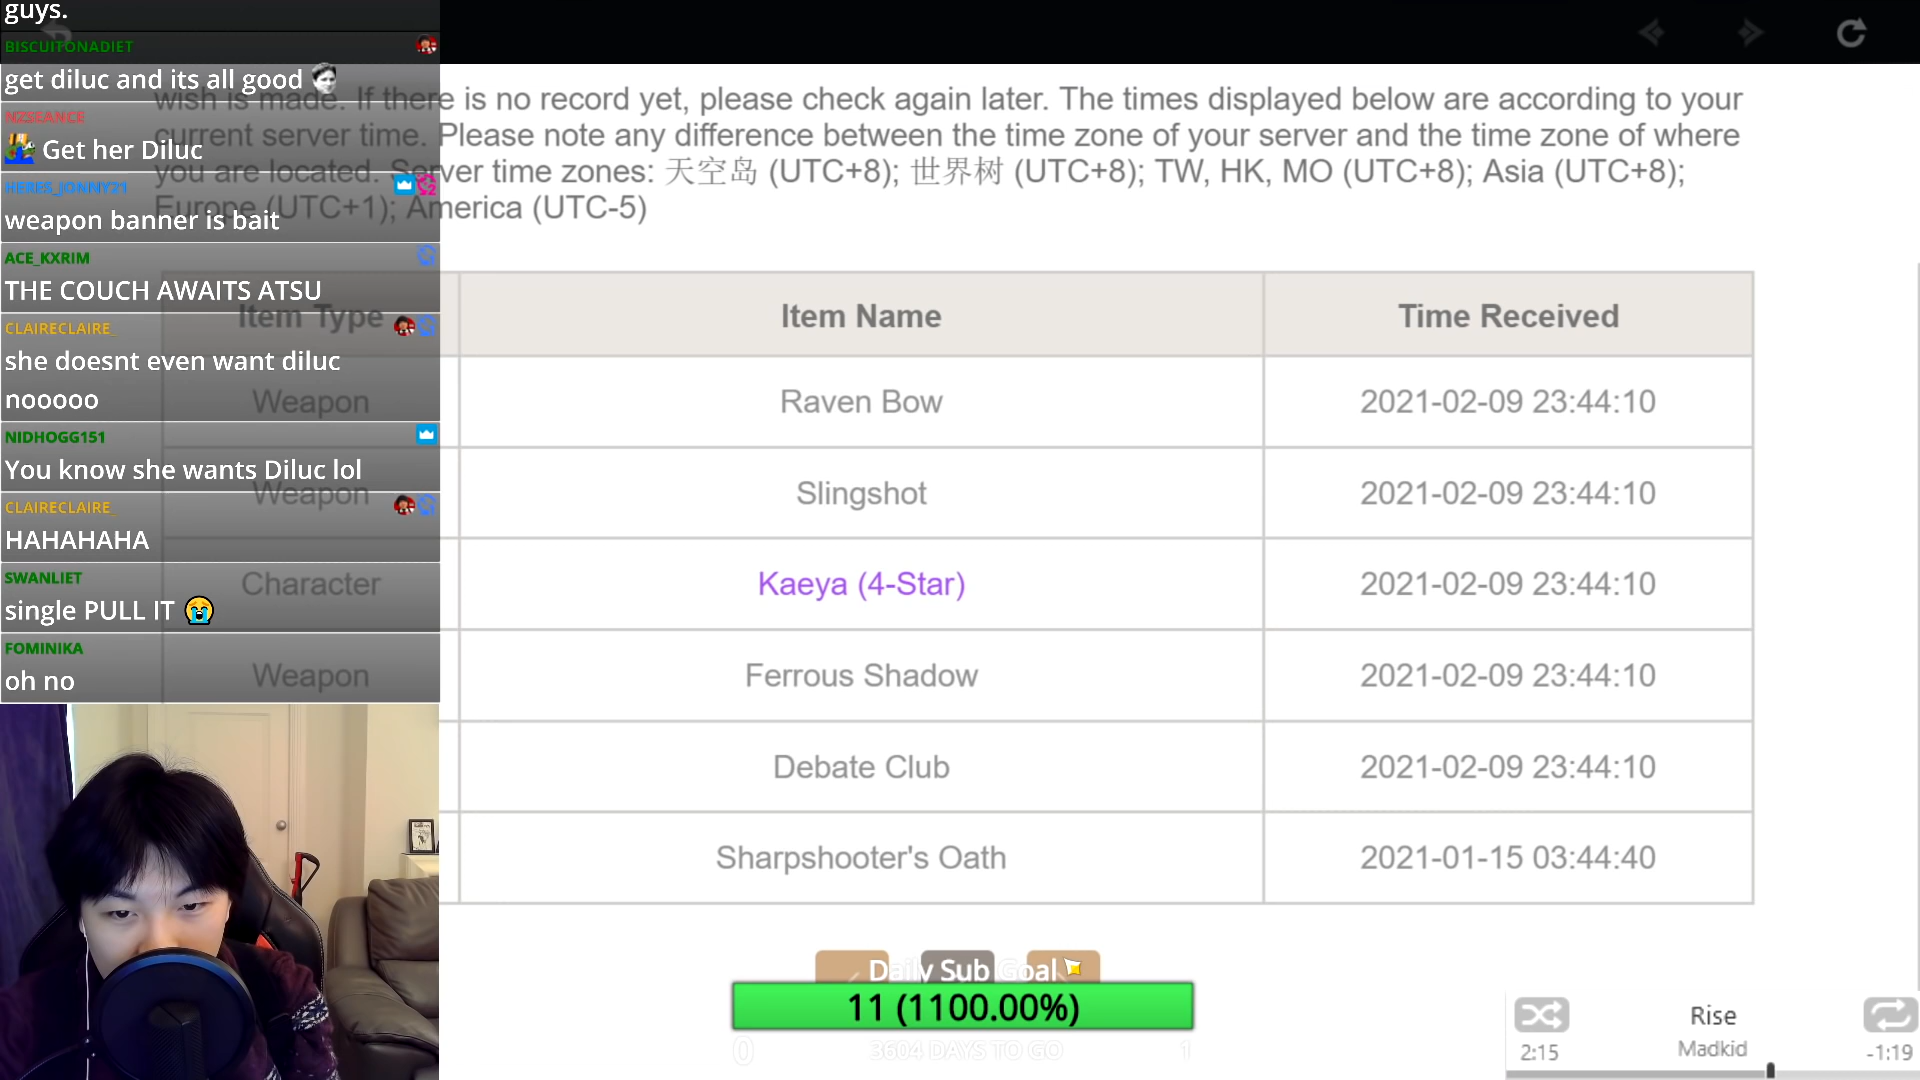 guys.
BISCUITONADIET
get diluc and its all good
NZSEANCE
Get her Diluc
HERES_JONNY21
weapon banner is bait
ACE_KXRIM
THE COUCH AWAITS ATSU
CLAIRECLAIRE_
she doesnt even want diluc
nooooo
NIDHOGG151
You know she wants Diluc lol
CLAIRECLAIRE_
HAHAHAHA
SWANLIET
single PULL IT
FOMINIKA
oh no
wish is made. If there is no record yet, please check again later. The times displayed below are according to your
current server time. Please note any difference between the time zone of your server and the time zone of where
you are located. Server time zones: 天空岛 (UTC+8); 世界树 (UTC+8); TW, HK, MO (UTC+8); Asia (UTC+8);
Europe (UTC+1); America (UTC-5)
Item Type Item Name Time Received
Weapon Raven Bow 2021-02-09 23:44:10
Weapon Slingshot 2021-02-09 23:44:10
Character Kaeya (4-Star) 2021-02-09 23:44:10
Weapon Ferrous Shadow 2021-02-09 23:44:10
Debate Club 2021-02-09 23:44:10
Sharpshooter's Oath 2021-01-15 03:44:40
Daily Sub Goal
11 (1100.00%)
0 3604 DAYS TO GO 1
Rise
Madkid
2:15 -1:19